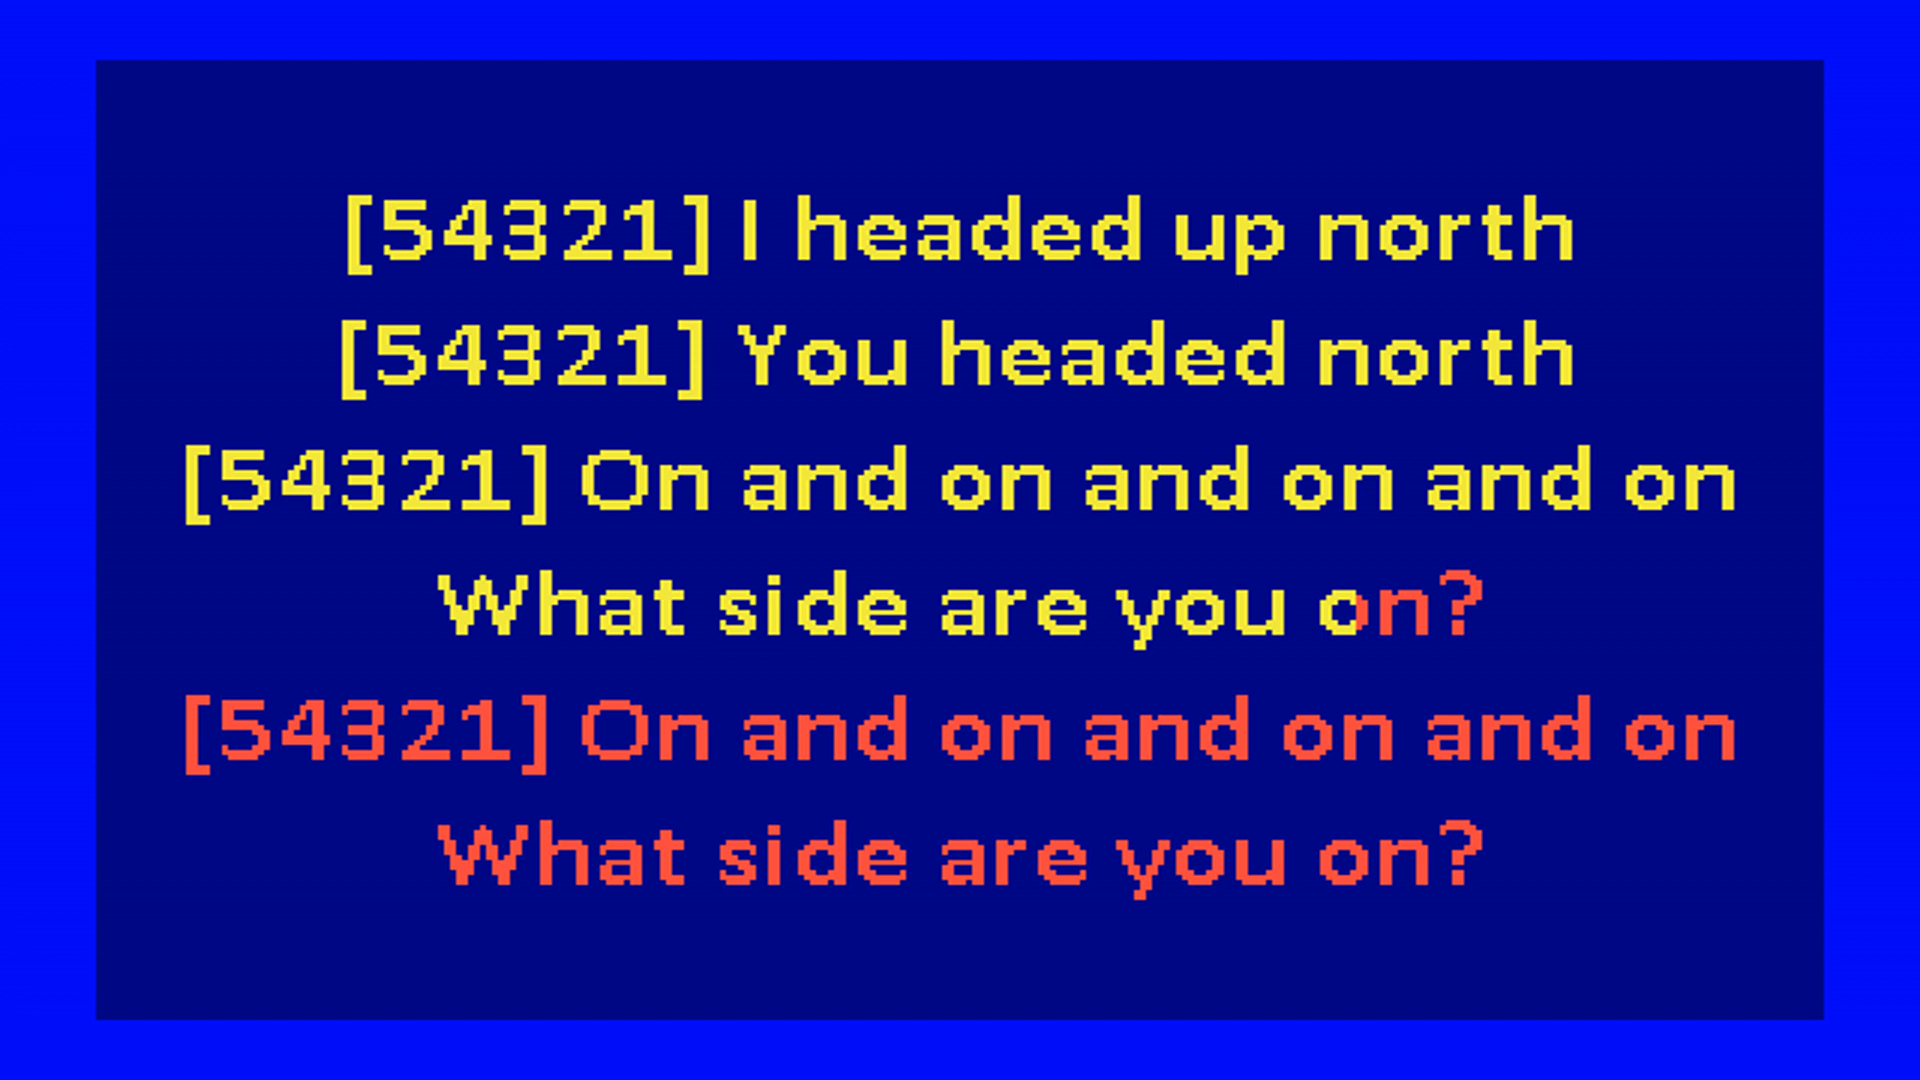 [54321] I headed up north
[54321] You headed north
[54321] On and on and on and on
What side are you on?
[54321] On and on and on and on
What side are you on?